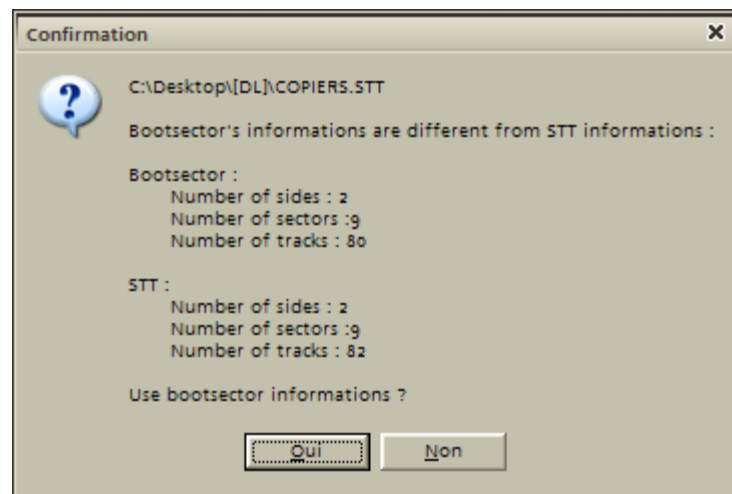 Confirmation
C:\Desktop\[DL]\COPIERS.STT
Bootsector's informations are different from STT informations :
Bootsector :
Number of sides : 2
Number of sectors :9
Number of tracks : 80
STT :
Number of sides : 2
Number of sectors :9
Number of tracks : 82
Use bootsector informations ?
Oui
Non